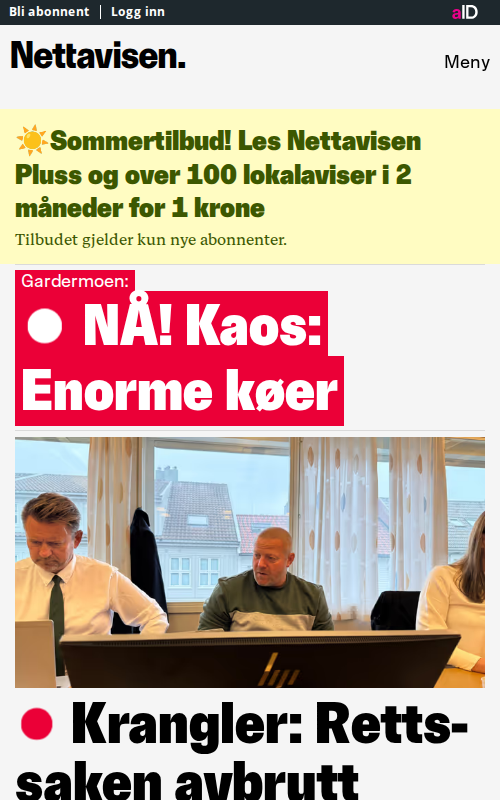 Bli abonnent | Logg inn
aID
Nettavisen.
Meny
☀️Sommertilbud! Les Nettavisen
Pluss og over 100 lokalaviser i 2
måneder for 1 krone
Tilbudet gjelder kun nye abonnenter.
Gardermoen:
NÅ! Kaos:
Enorme køer
hp
Krangler: Retts-
saken avbrutt